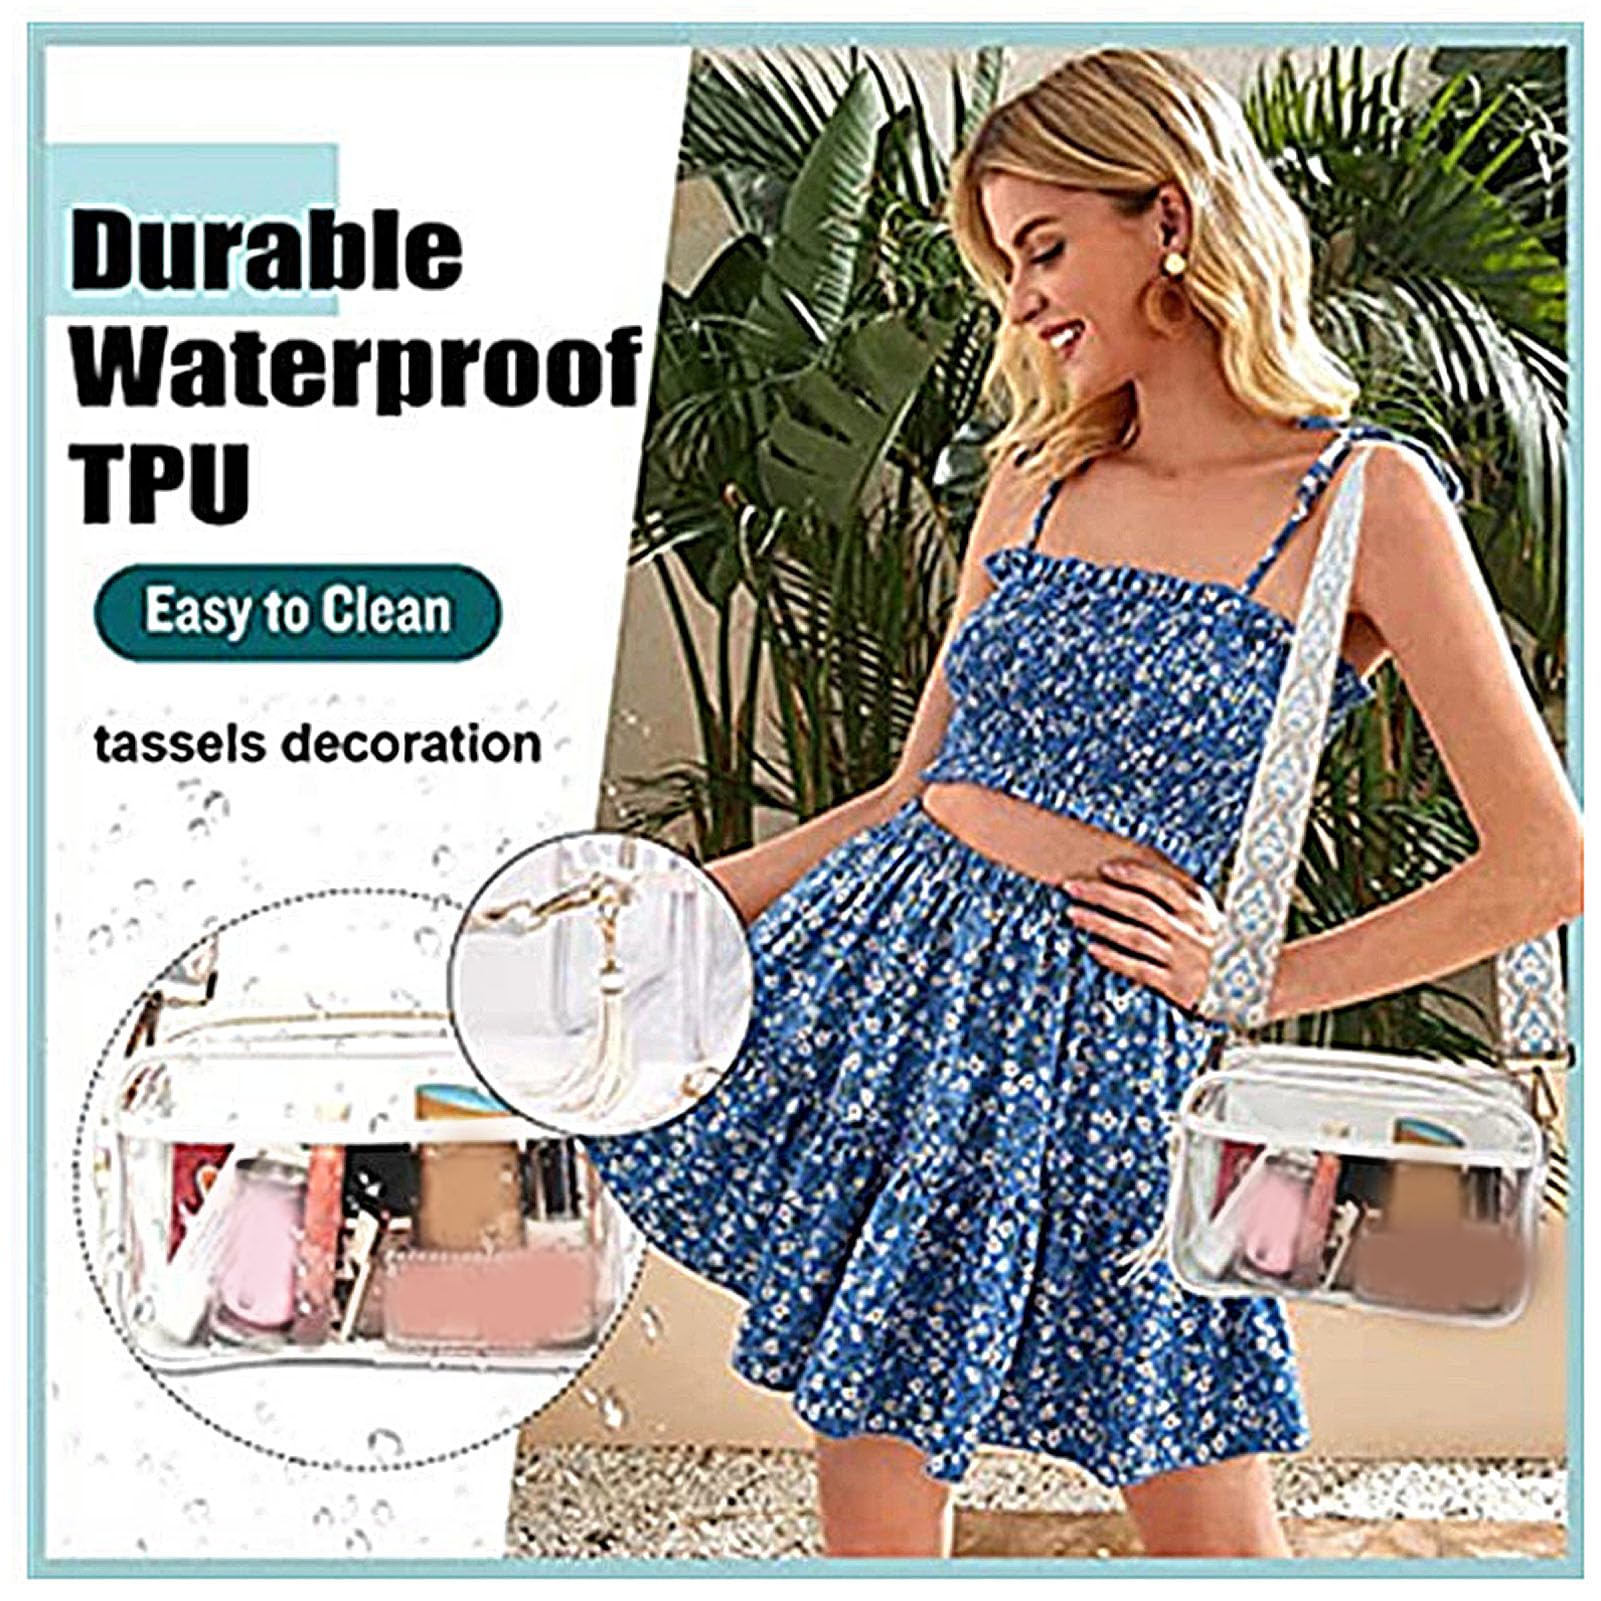 Durable
Waterproof
TPU
Easy to Clean
tassels decoration